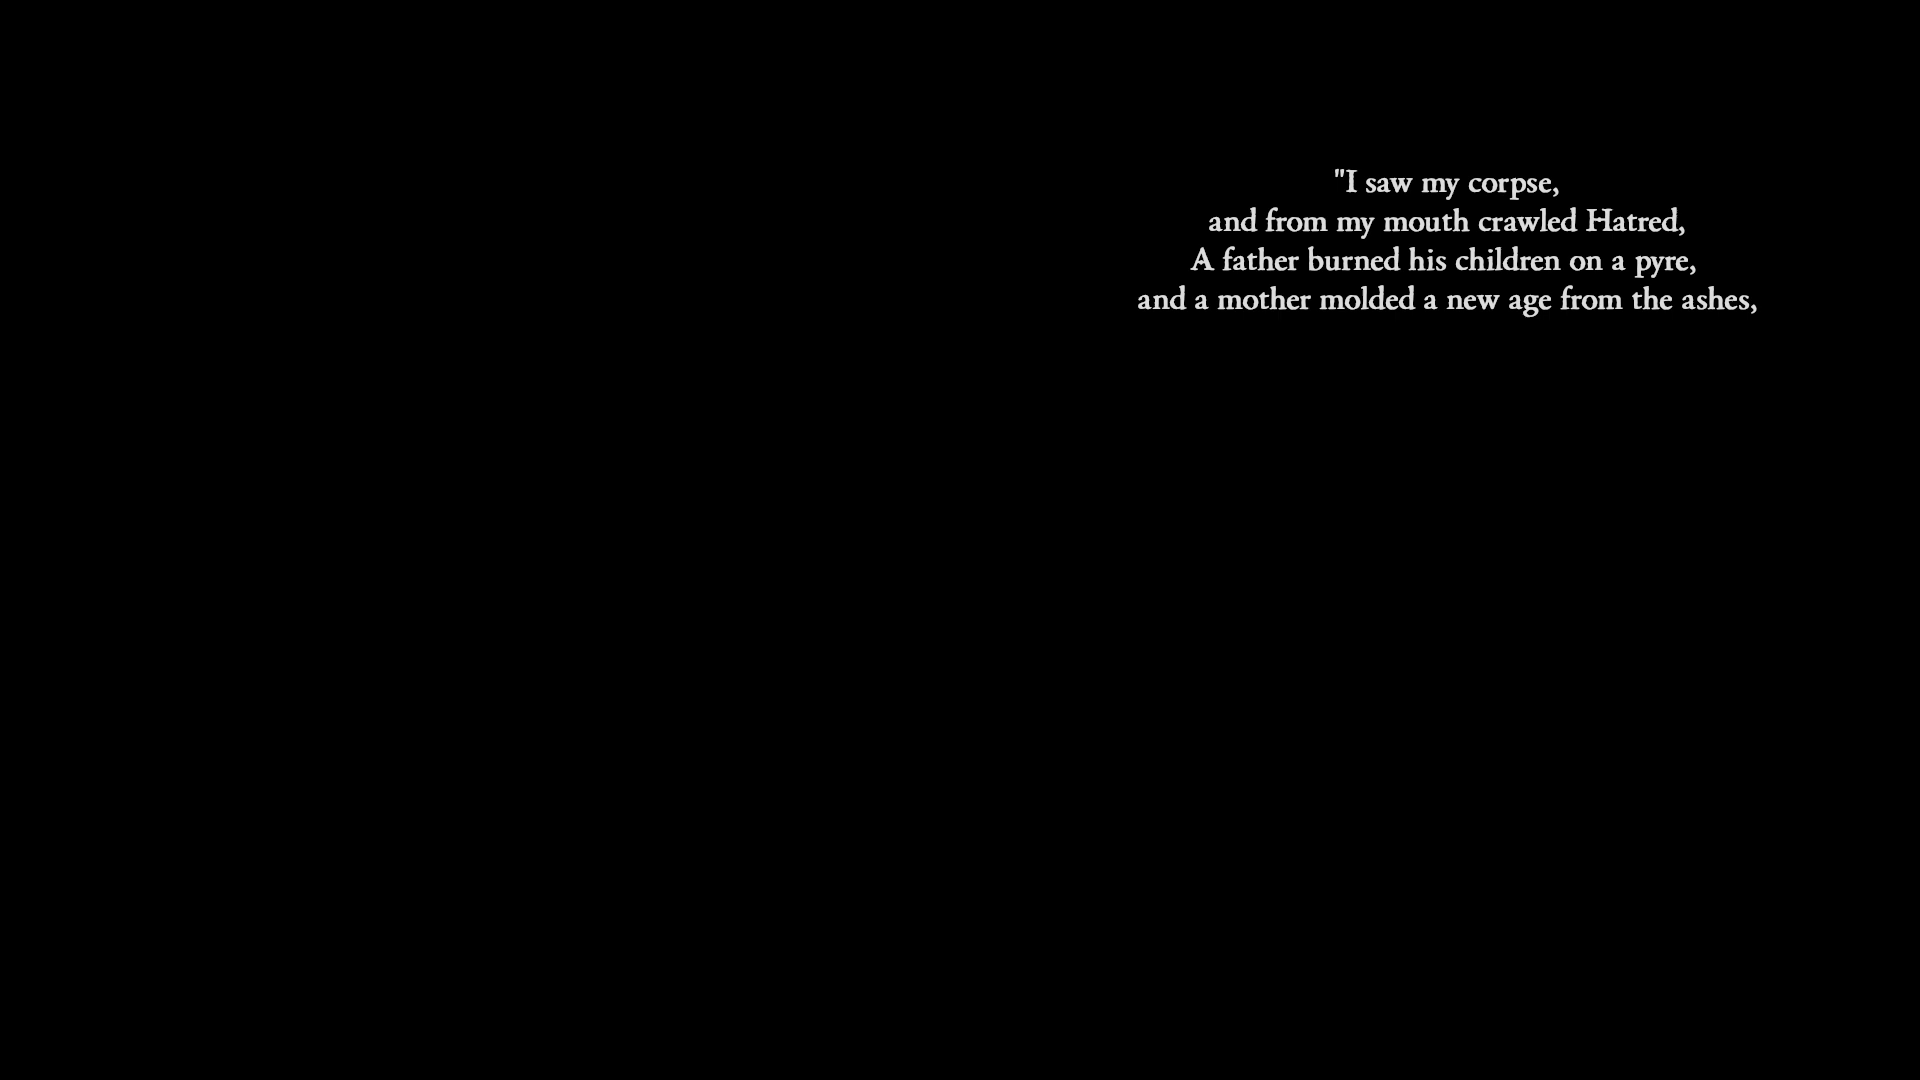 "I saw my corpse,
and from my mouth crawled Hatred,
A father burned his children on a pyre,
and a mother molded a new age from the ashes,